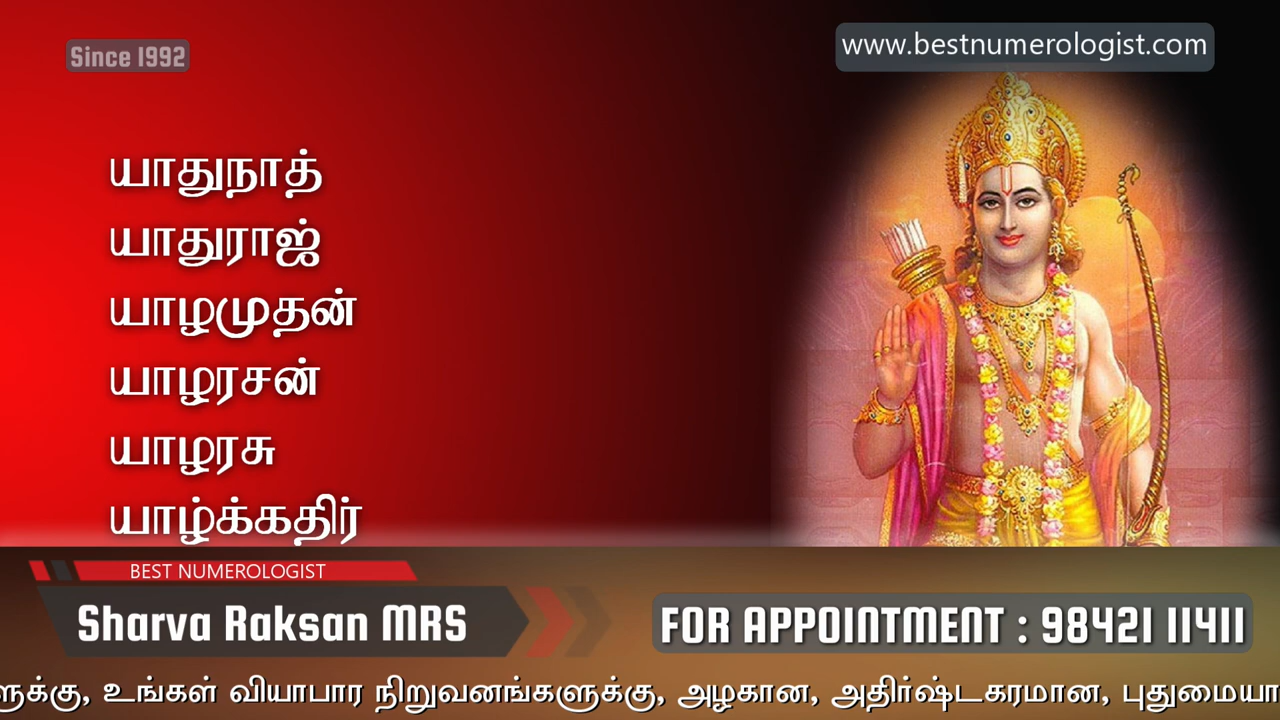 Since 1992
www.bestnumerologist.com
யாதுநாத்
யாதுராஜ்
யாழமுதன்
யாழரசன்
யாழரசு
யாழ்க்கதிர்
BEST NUMEROLOGIST
Sharva Raksan MRS
FOR APPOINTMENT : 98421 11411
ளுக்கு, உங்கள் வியாபார நிறுவனங்களுக்கு, அழகான, அதிர்ஷ்டகரமான, புதுமையா